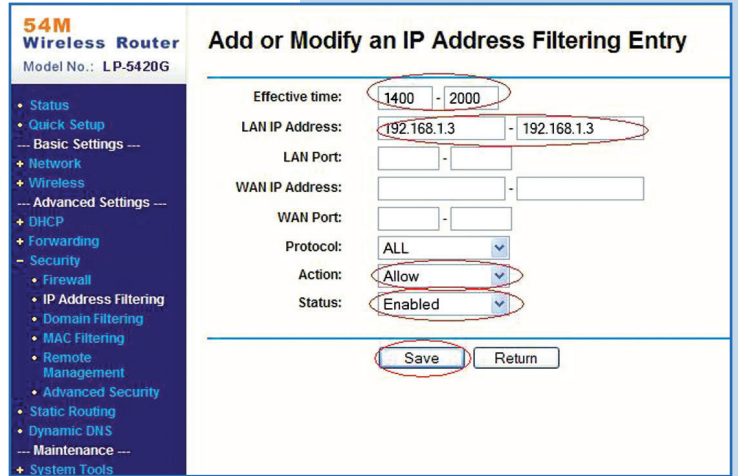 54M
Wireless Router
Model No.: LP-5420G
• Status
• Quick Setup
--- Basic Settings ---
+ Network
+ Wireless
--- Advanced Settings ---
+ DHCP
+ Forwarding
– Security
• Firewall
• IP Address Filtering
• Domain Filtering
• MAC Filtering
• Remote
Management
• Advanced Security
• Static Routing
• Dynamic DNS
--- Maintenance ---
+ System Tools
Add or Modify an IP Address Filtering Entry
Effective time: 1400 - 2000
LAN IP Address: 192.168.1.3 - 192.168.1.3
LAN Port: -
WAN IP Address: -
WAN Port: -
Protocol: ALL
Action: Allow
Status: Enabled
Save Return